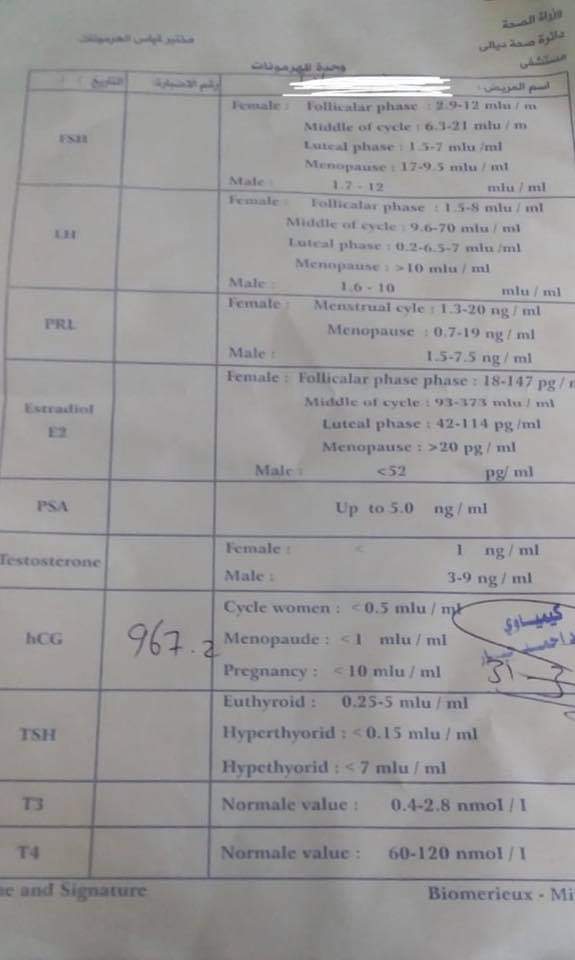 وزارة الصحة
دائرة صحة ديالى
مستشفى
مختبر قياس الهرمونات
وحدة الهرمونات
اسم المريض :
رقم الاضبارة
التاريخ / /
FSH
Female : Follicular phase : 2.9-12 mlu / m
Middle of cycle : 6.3-21 mlu / m
Luteal phase : 1.5-7 mlu /ml
Menopause : 17-9.5 mlu / ml
Male : 1.7 - 12 mlu / ml
LH
Female : Follicular phase : 1.5-8 mlu / ml
Middle of cycle : 9.6-70 mlu / ml
Luteal phase : 0.2-6.5-7 mlu /ml
Menopause : >10 mlu / ml
Male : 1.6 - 10 mlu / ml
PRL
Female : Menstrual cyle : 1.3-20 ng / ml
Menopause : 0.7-19 ng / ml
Male : 1.5-7.5 ng / ml
Estradiol
E2
Female : Follicular phase phase : 18-147 pg /
Middle of cycle : 93-373 mlu / ml
Luteal phase : 42-114 pg /ml
Menopause : >20 pg / ml
Male : <52 pg/ ml
PSA
Up to 5.0 ng / ml
Testosterone
Female : < 1 ng / ml
Male : 3-9 ng / ml
hCG
967.2
Cycle women : < 0.5 mlu / ml
Menopaude : < 1 mlu / ml
Pregnancy : < 10 mlu / ml
كيمياوي
31-3
TSH
Euthyroid : 0.25-5 mlu / ml
Hyperthyorid : < 0.15 mlu / ml
Hypethyorid : < 7 mlu / ml
T3
Normale value : 0.4-2.8 nmol / l
T4
Normale value : 60-120 nmol / l
and Signature
Biomerieux - Mi